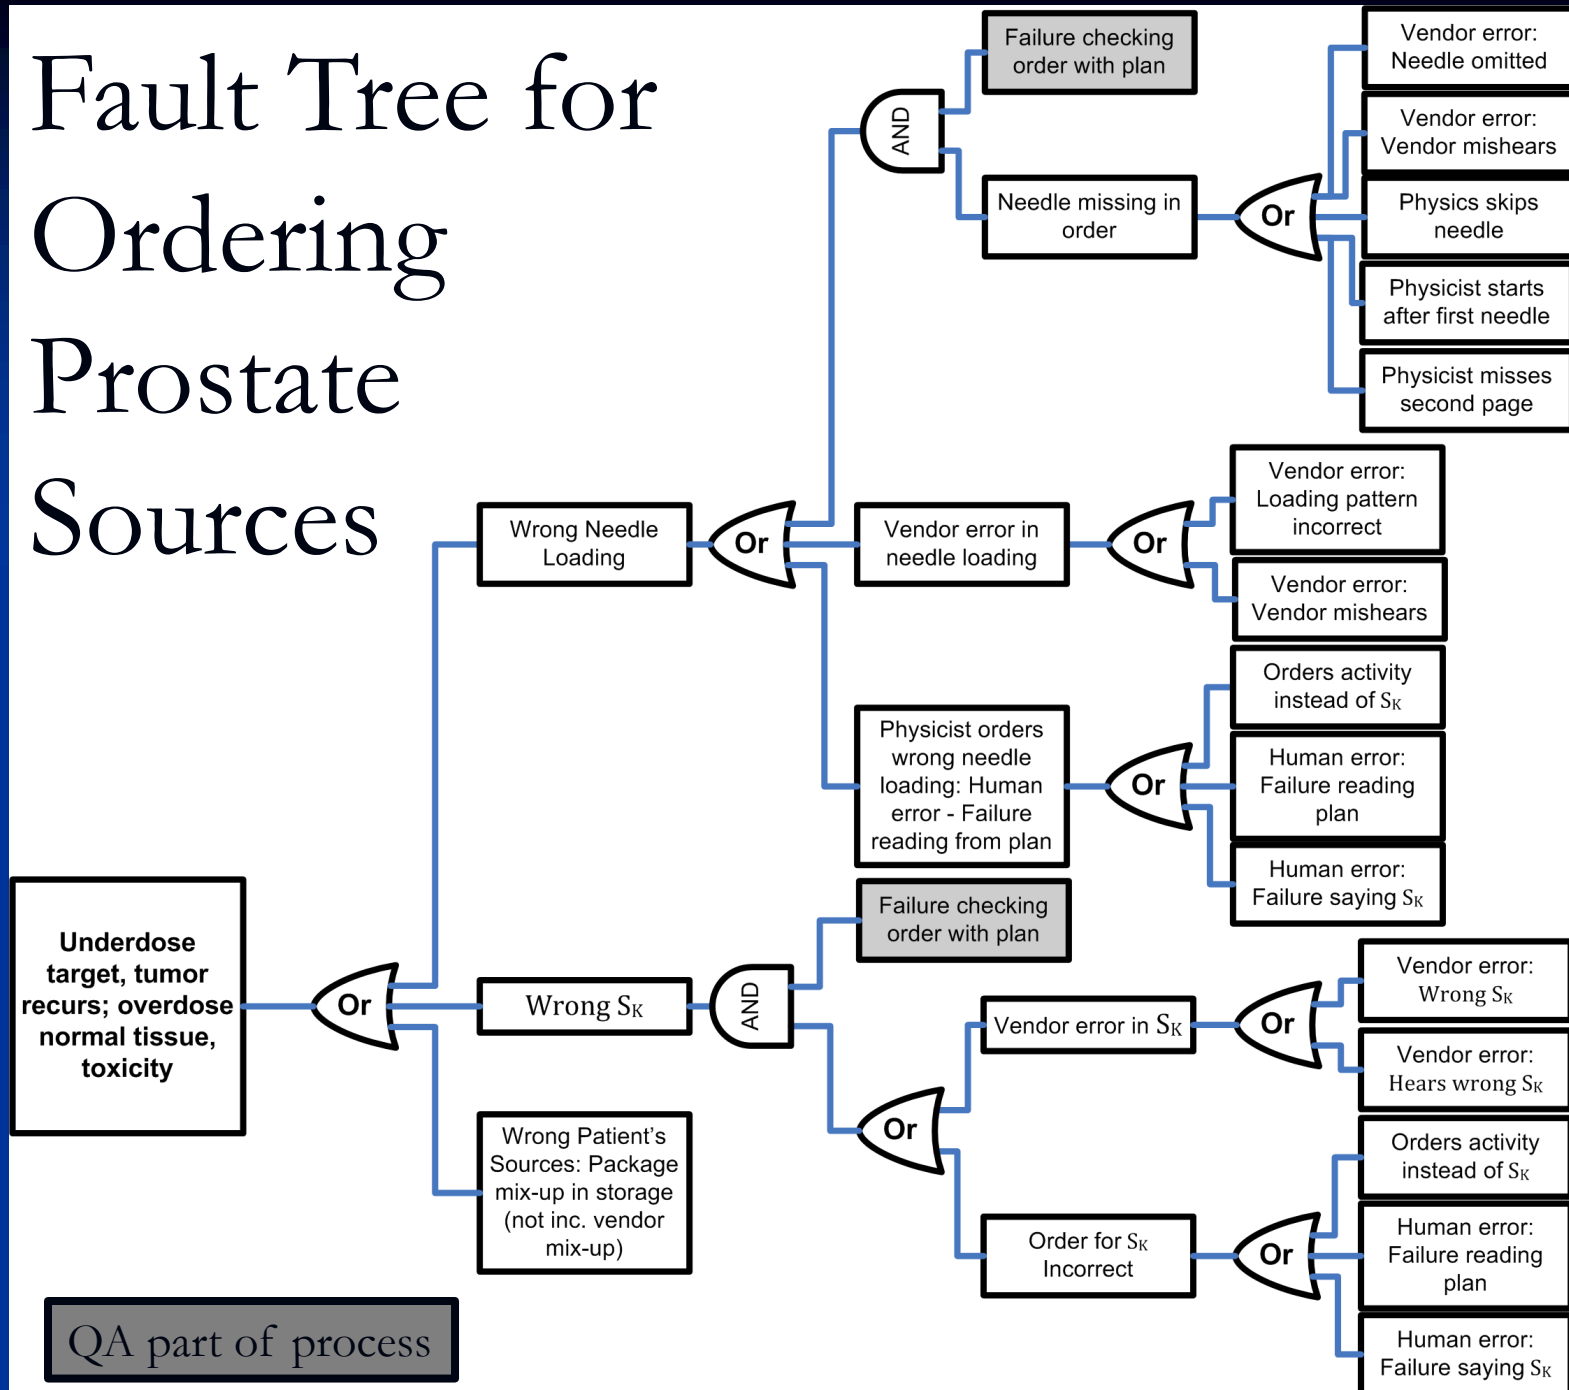 Fault Tree for
Ordering
Prostate
Sources
Failure checking
order with plan
AND
Needle missing in
order
Or
Vendor error:
Needle omitted
Vendor error:
Vendor mishears
Physics skips
needle
Physicist starts
after first needle
Physicist misses
second page
Wrong Needle
Loading
Or
Vendor error in
needle loading
Or
Vendor error:
Loading pattern
incorrect
Vendor error:
Vendor mishears
Physicist orders
wrong needle
loading: Human
error - Failure
reading from plan
Or
Orders activity
instead of SK
Human error:
Failure reading
plan
Human error:
Failure saying SK
Underdose
target, tumor
recurs; overdose
normal tissue,
toxicity
Or
Wrong SK
AND
Failure checking
order with plan
Or
Vendor error in SK
Or
Vendor error:
Wrong SK
Vendor error:
Hears wrong SK
Order for SK
Incorrect
Or
Orders activity
instead of SK
Human error:
Failure reading
plan
Human error:
Failure saying SK
Wrong Patient’s
Sources: Package
mix-up in storage
(not inc. vendor
mix-up)
QA part of process